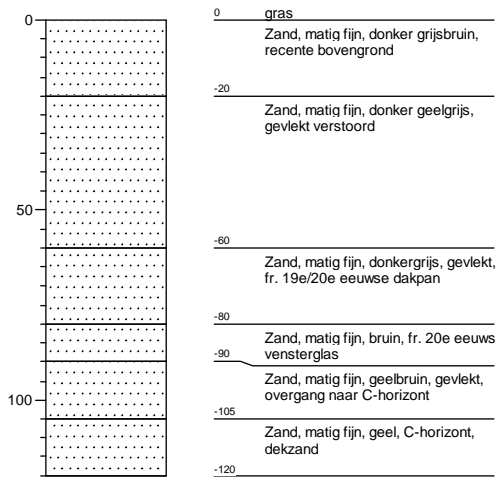 0
50
100
0
gras
Zand, matig fijn, donker grijsbruin,
recente bovengrond
-20
Zand, matig fijn, donker geelgrijs,
gevlekt verstoord
-60
Zand, matig fijn, donkergrijs, gevlekt,
fr. 19e/20e eeuwse dakpan
-80
Zand, matig fijn, bruin, fr. 20e eeuws
vensterglas
-90
Zand, matig fijn, geelbruin, gevlekt,
overgang naar C-horizont
-105
Zand, matig fijn, geel, C-horizont,
dekzand
-120